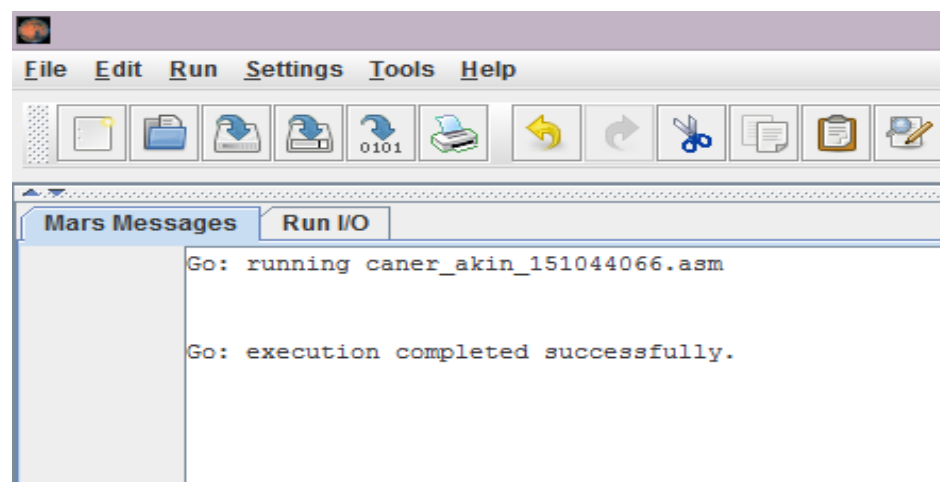 File Edit Run Settings Tools Help
0101
Mars Messages Run I/O
Go: running caner_akin_151044066.asm
Go: execution completed successfully.